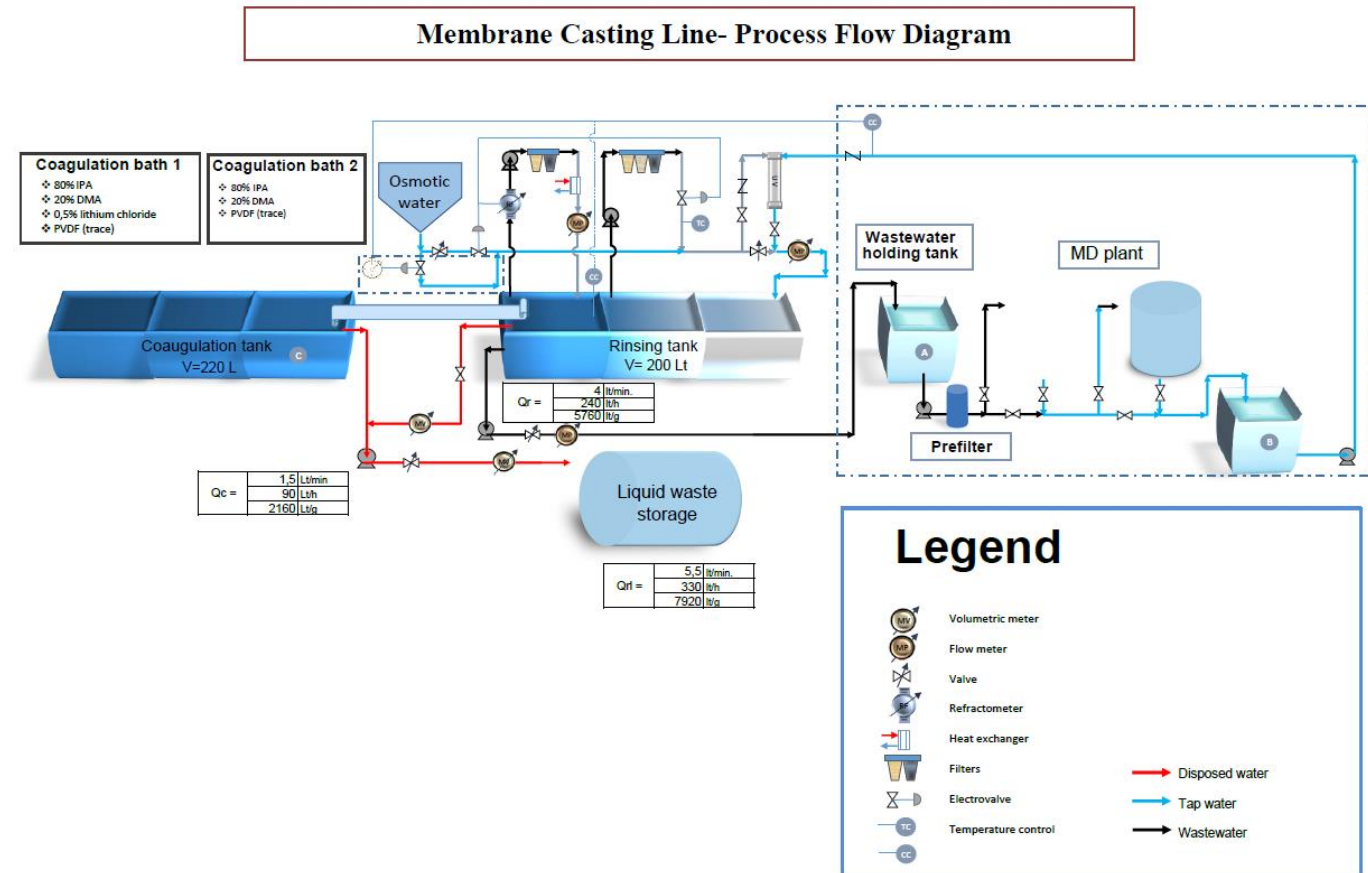 Membrane Casting Line- Process Flow Diagram
Coagulation bath 1
❖ 80% IPA
❖ 20% DMA
❖ 0,5% lithium chloride
❖ PVDF (trace)
Coagulation bath 2
❖ 80% IPA
❖ 20% DMA
❖ PVDF (trace)
Osmotic
water
RF
MP
TC
CC
UV
MP
CC
Coaugulation tank
V=220 L
C
Rinsing tank
V= 200 Lt
Qr = 4 lt/min.
240 lt/h
5760 lt/g
MV
MP
MV
Qc = 1,5 Lt/min
90 Lt/h
2160 Lt/g
Liquid waste
storage
Qrl = 5,5 lt/min.
330 lt/h
7920 lt/g
Wastewater
holding tank
MD plant
A
Prefilter
B
Legend
MV Volumetric meter
MP Flow meter
Valve
RF Refractometer
Heat exchanger
Filters
Electrovalve
TC Temperature control
CC
Disposed water
Tap water
Wastewater